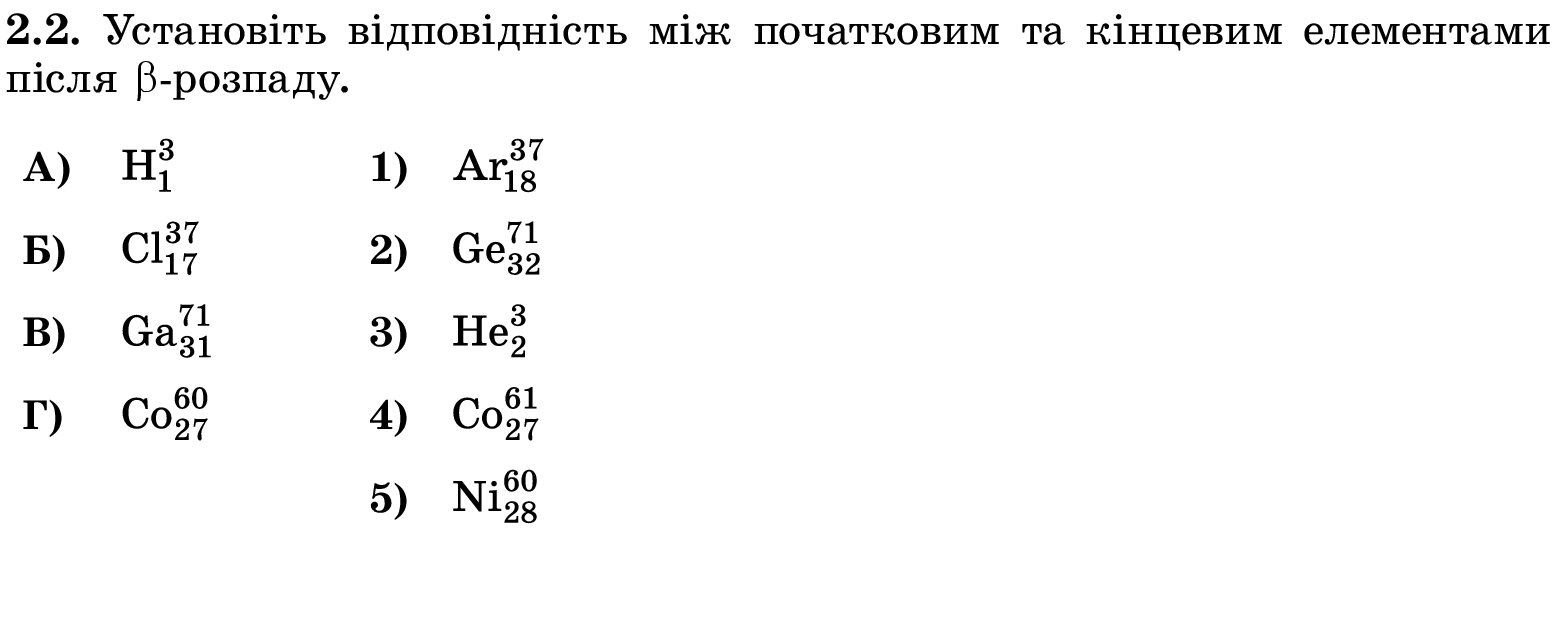 2.2. Установіть відповідність між початковим та кінцевим елементами
після β-розпаду.
А) H₁³ 1) Ar₁₈³⁷
Б) Cl₁₇³⁷ 2) Ge₃₂⁷¹
В) Ga₃₁⁷¹ 3) He₂³
Г) Co₂₇⁶⁰ 4) Co₂₇⁶¹
5) Ni₂₈⁶⁰